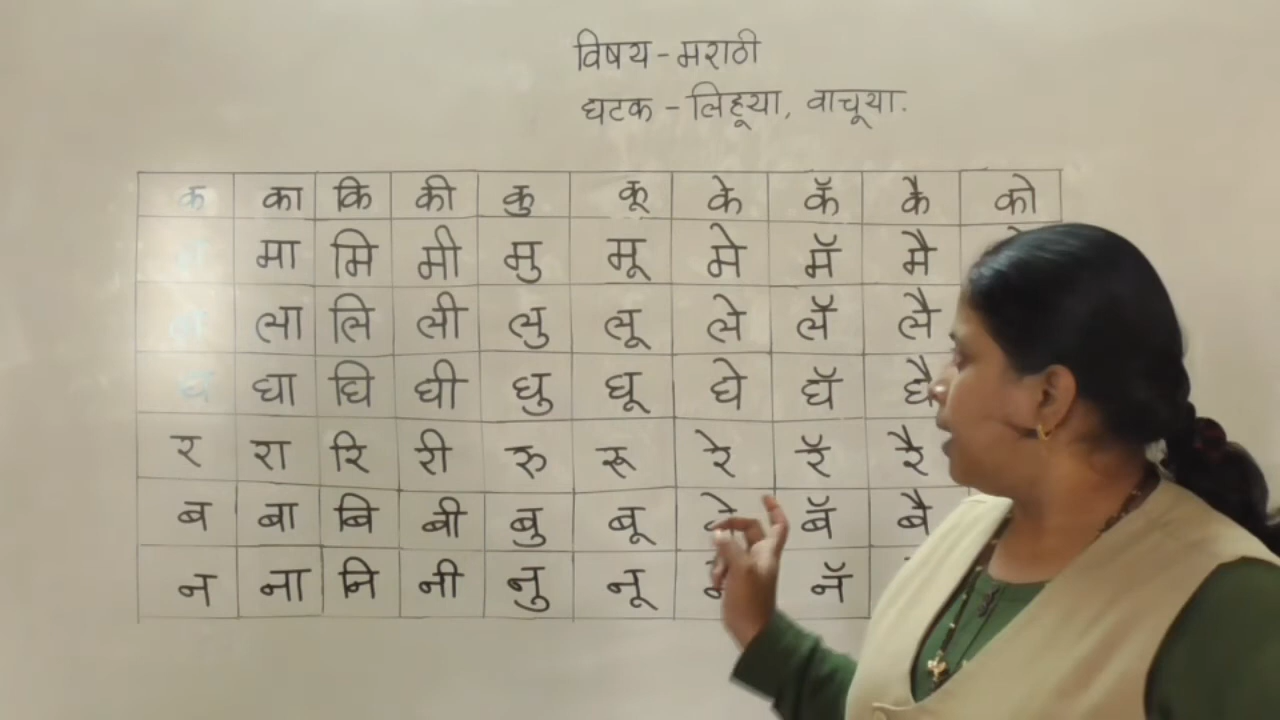 विषय - मराठी
घटक - लिहूया, वाचूया.
क का कि की कु कू के कॅ कै को
मा मि मी मु मू मे मॅ मै
ला लि ली लु लू ले लॅ लै
घा घि घी घु घू घे घॅ घै
र रा रि री रु रू रे रॅ रै
ब बा बि बी बु बू बॅ बै
न ना नि नी नु नू नॅ